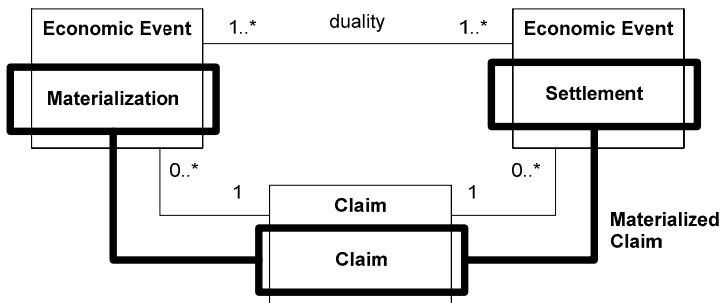 Economic Event
1..*
duality
1..*
Economic Event
Materialization
Settlement
0..*
0..*
1
1
Claim
Materialized
Claim
Claim